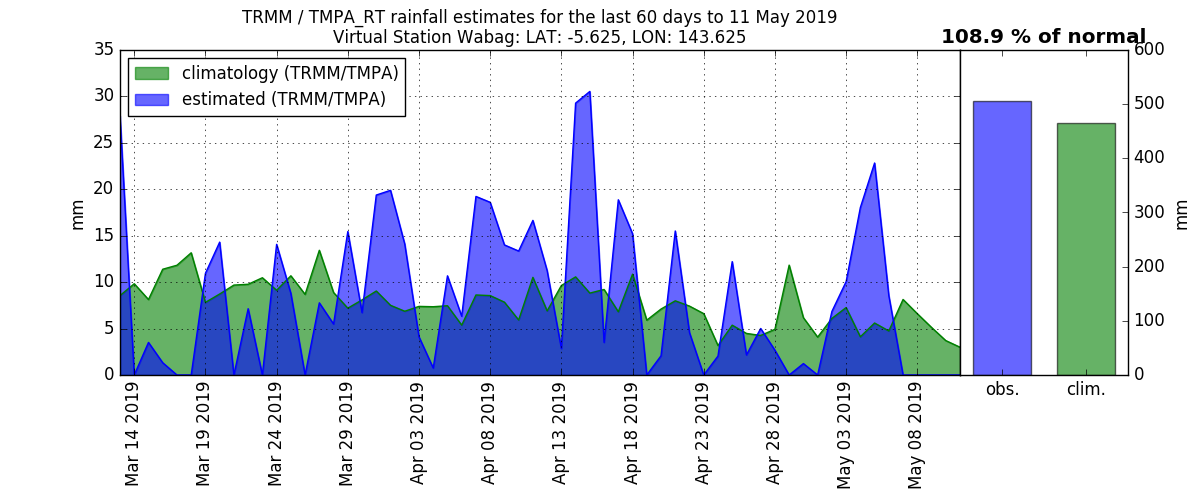 TRMM / TMPA_RT rainfall estimates for the last 60 days to 11 May 2019
Virtual Station Wabag: LAT: -5.625, LON: 143.625
108.9 % of normal
climatology (TRMM/TMPA)
estimated (TRMM/TMPA)
35
30
25
20
15
10
5
0
mm
Mar 14 2019
Mar 19 2019
Mar 24 2019
Mar 29 2019
Apr 03 2019
Apr 08 2019
Apr 13 2019
Apr 18 2019
Apr 23 2019
Apr 28 2019
May 03 2019
May 08 2019
obs.
clim.
600
500
400
300
200
100
0
mm